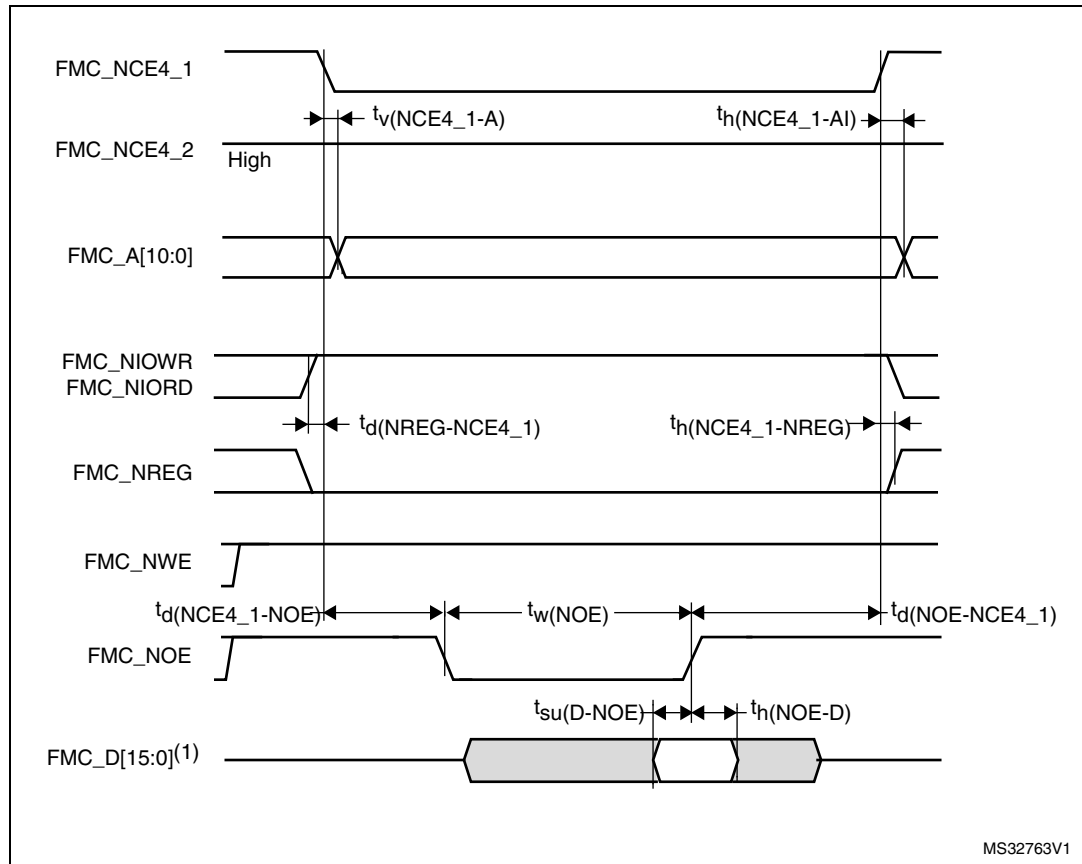 FMC_NCE4_1
tv(NCE4_1-A)
th(NCE4_1-AI)
FMC_NCE4_2
High
FMC_A[10:0]
FMC_NIOWR
FMC_NIORD
td(NREG-NCE4_1)
th(NCE4_1-NREG)
FMC_NREG
FMC_NWE
td(NCE4_1-NOE)
tw(NOE)
td(NOE-NCE4_1)
FMC_NOE
tsu(D-NOE)
th(NOE-D)
FMC_D[15:0](1)
MS32763V1